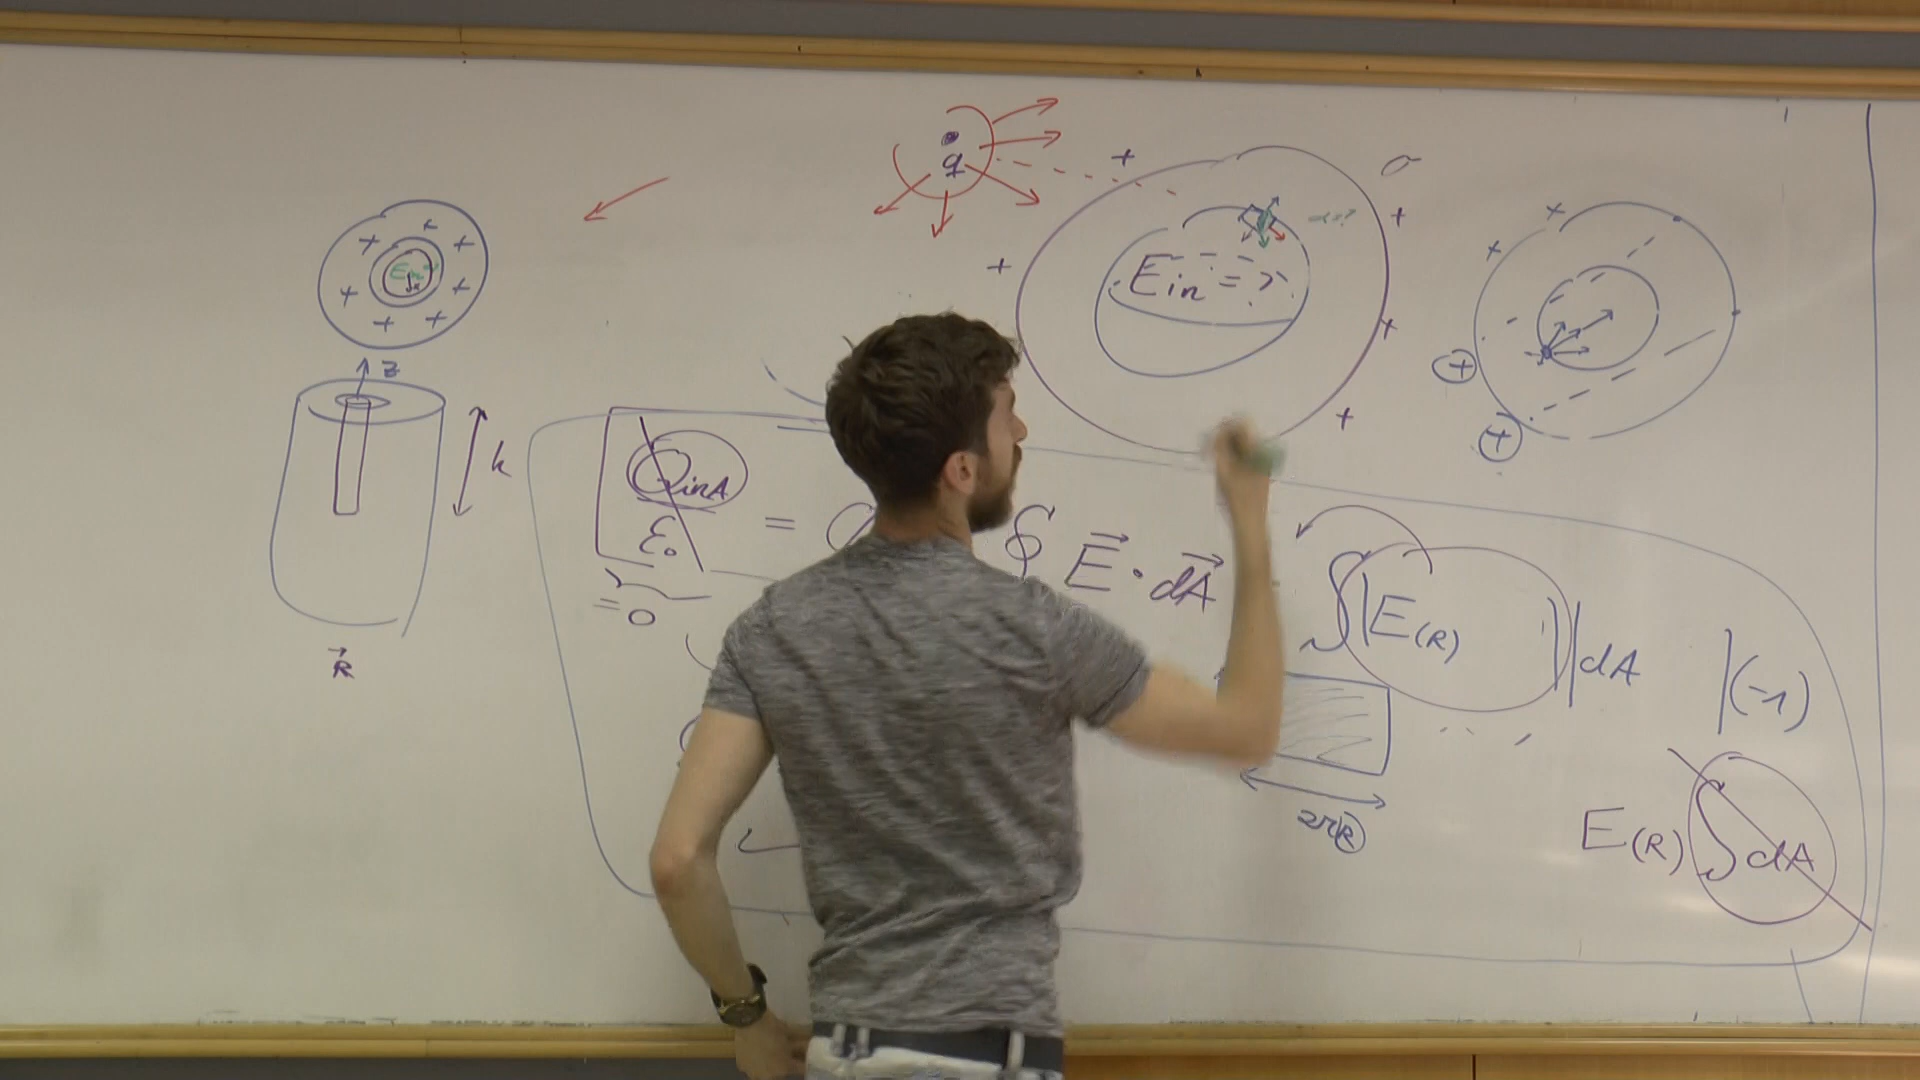 q
σ
E_in = ?
z
h
Q_inA / ε₀ = ∮ E⃗ · dA⃗
= 0
∫ |E(R)| |dA| |(-1)
R⃗
2πR
E(R) ∫ dA